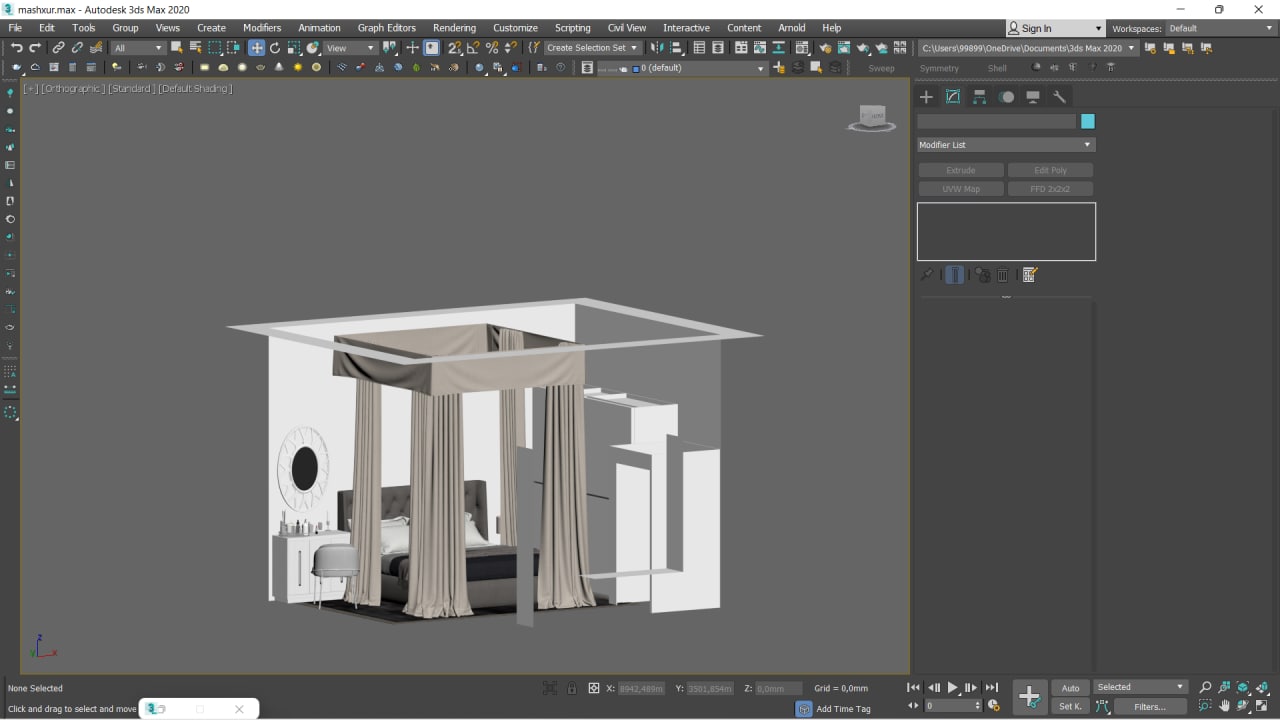 mashxur.max - Autodesk 3ds Max 2020
File Edit Tools Group Views Create Modifiers Animation Graph Editors Rendering Customize Scripting Civil View Interactive Content Arnold Help Sign In Workspaces: Default
All View Create Selection Set C:\Users\99899\OneDrive\Documents\3ds Max 2020
0 (default) Sweep Symmetry Shell
[+] [Orthographic ] [Standard ] [Default Shading ]
Modifier List
Extrude Edit Poly
UVW Map FFD 2x2x2
z
y x
None Selected X: 8942,489m Y: 3501,654m Z: 0,0mm Grid = 0,0mm Auto Selected
Click and drag to select and move Add Time Tag 0 Set K. Filters...